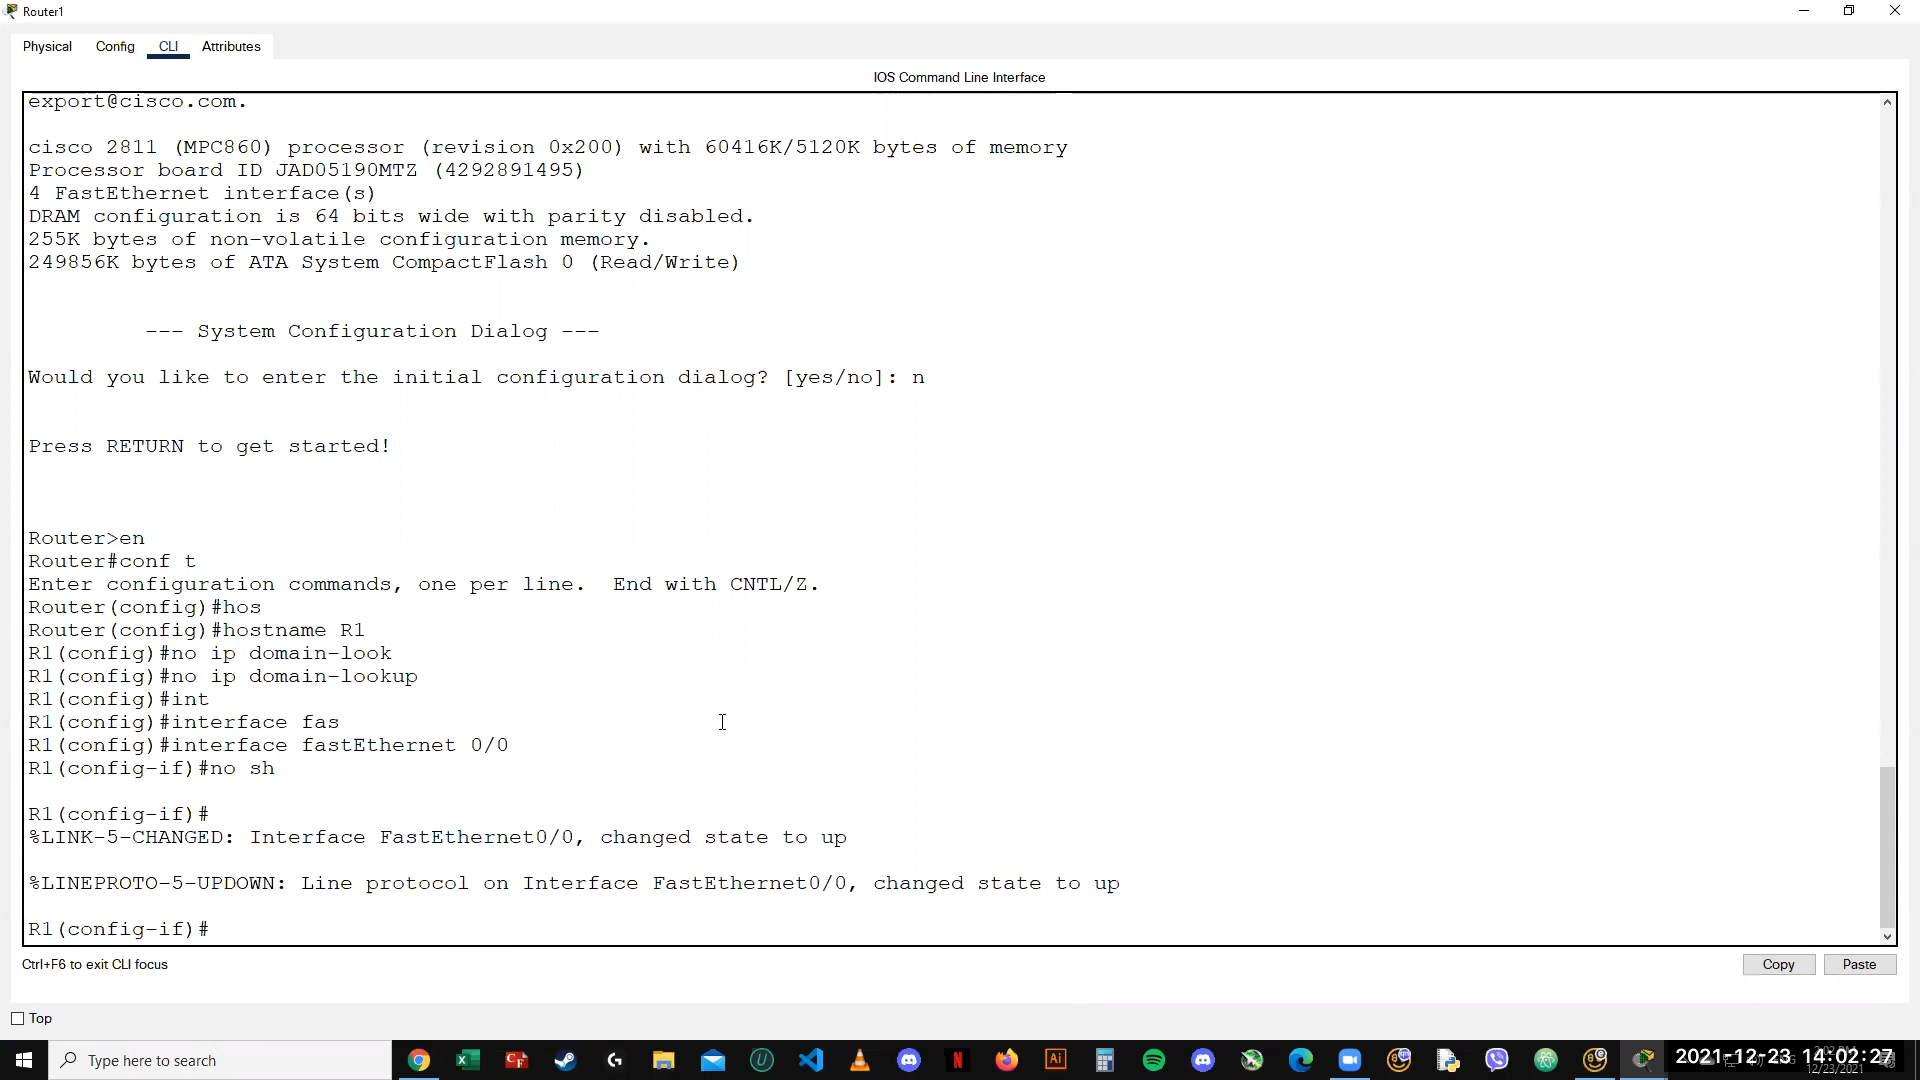 Router1
Physical Config CLI Attributes
IOS Command Line Interface
export@cisco.com.
cisco 2811 (MPC860) processor (revision 0x200) with 60416K/5120K bytes of memory
Processor board ID JAD05190MTZ (4292891495)
4 FastEthernet interface(s)
DRAM configuration is 64 bits wide with parity disabled.
255K bytes of non-volatile configuration memory.
249856K bytes of ATA System CompactFlash 0 (Read/Write)
--- System Configuration Dialog ---
Would you like to enter the initial configuration dialog? [yes/no]: n
Press RETURN to get started!
Router>en
Router#conf t
Enter configuration commands, one per line.  End with CNTL/Z.
Router(config)#hos
Router(config)#hostname R1
R1(config)#no ip domain-look
R1(config)#no ip domain-lookup
R1(config)#int
R1(config)#interface fas
R1(config)#interface fastEthernet 0/0
R1(config-if)#no sh
R1(config-if)#
%LINK-5-CHANGED: Interface FastEthernet0/0, changed state to up
%LINEPROTO-5-UPDOWN: Line protocol on Interface FastEthernet0/0, changed state to up
R1(config-if)#
Ctrl+F6 to exit CLI focus
Copy Paste
Top
Type here to search
2021-12-23 14:02:27
12/23/2021